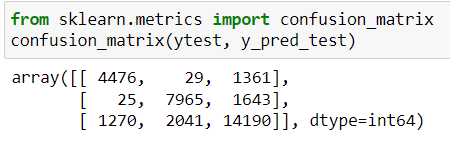 from sklearn.metrics import confusion_matrix
confusion_matrix(ytest, y_pred_test)
array([[ 4476,    29,  1361],
       [   25,  7965,  1643],
       [ 1270,  2041, 14190]], dtype=int64)